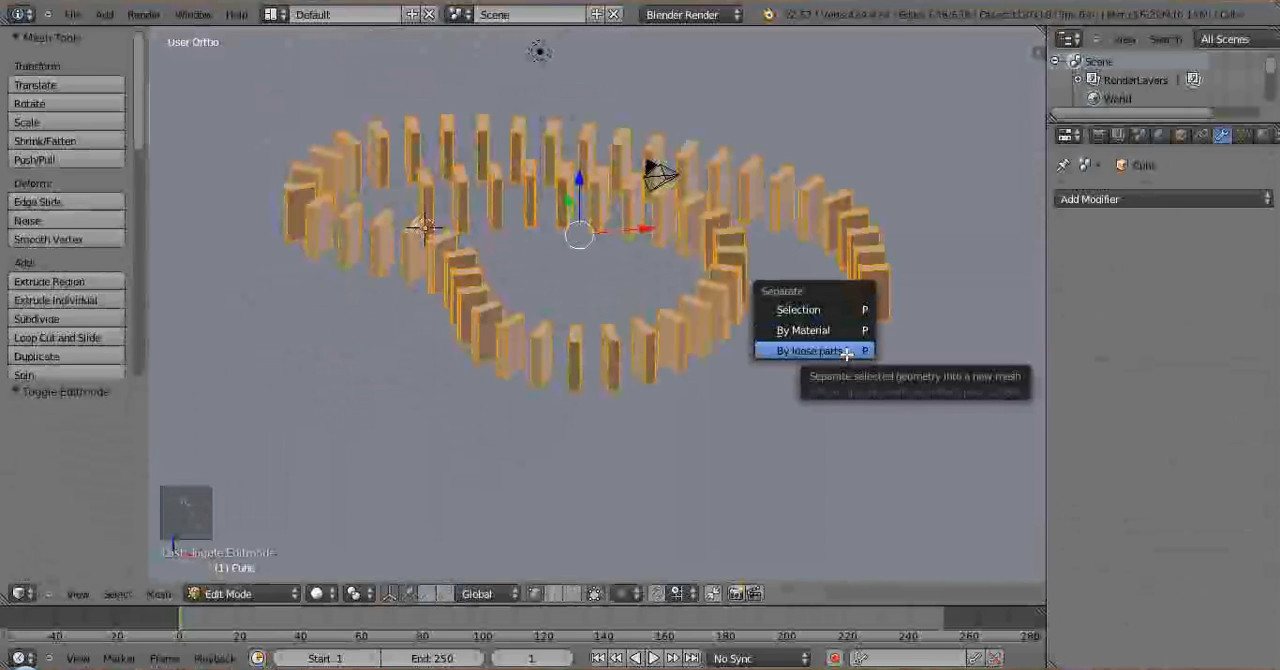 File Add Render Window Help Default Scene Blender Render
Mesh Tools
User Ortho
View Search All Scenes
Scene
RenderLayers
World
Transform
Translate
Rotate
Scale
Shrink/Fatten
Push/Pull
Deform:
Edge Slide
Noise
Smooth Vertex
Add:
Extrude Region
Extrude Individual
Subdivide
Loop Cut and Slide
Duplicate
Spin
Toggle Editmode
Cube
Add Modifier
Separate
Selection P
By Material P
By loose parts P
Separate selected geometry into a new mesh
Last: Toggle Editmode
(1) Cube
View Select Mesh Edit Mode Global
-40 -20 0 20 40 60 80 100 120 140 160 180 200 220 240 260 280
View Marker Frame Playback Start: 1 End: 250 1 No Sync